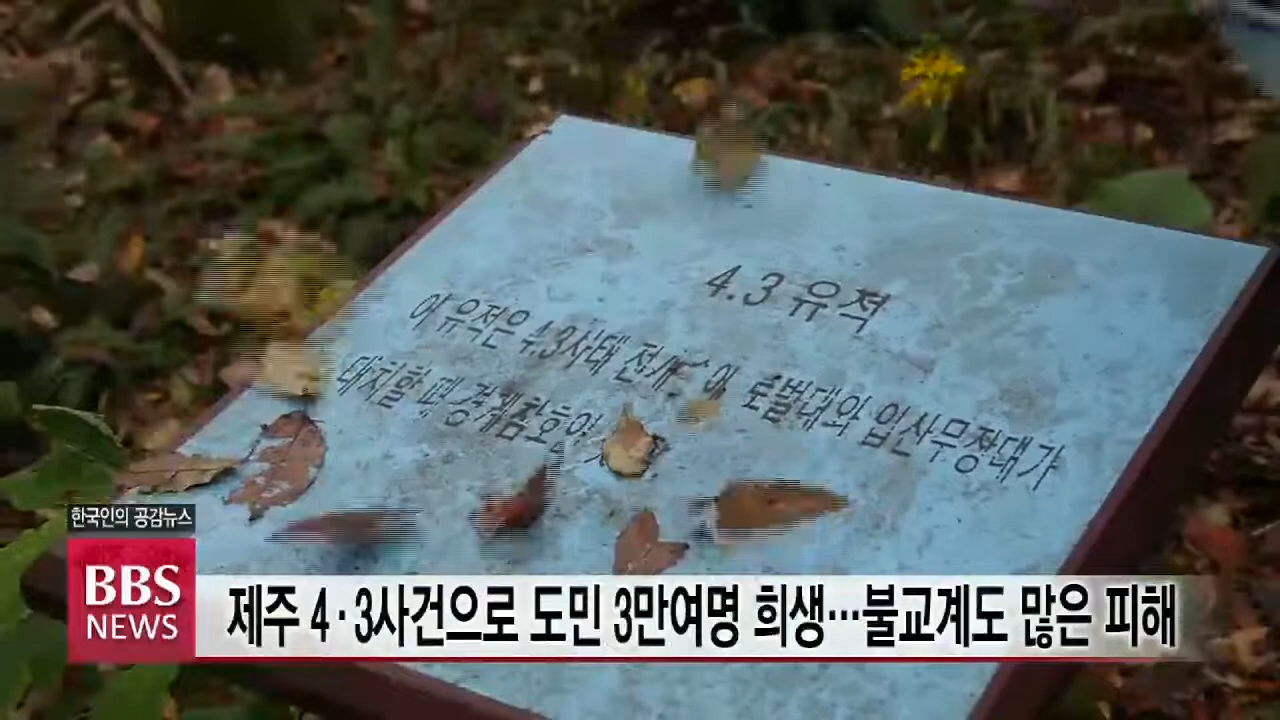 4.3 유적
이 유적은 4.3사태 전개 에 토벌대와 입산무장대가
대치할 때 경계참호인
한국인의 공감뉴스
BBS
NEWS
제주 4·3사건으로 도민 3만여명 희생···불교계도 많은 피해